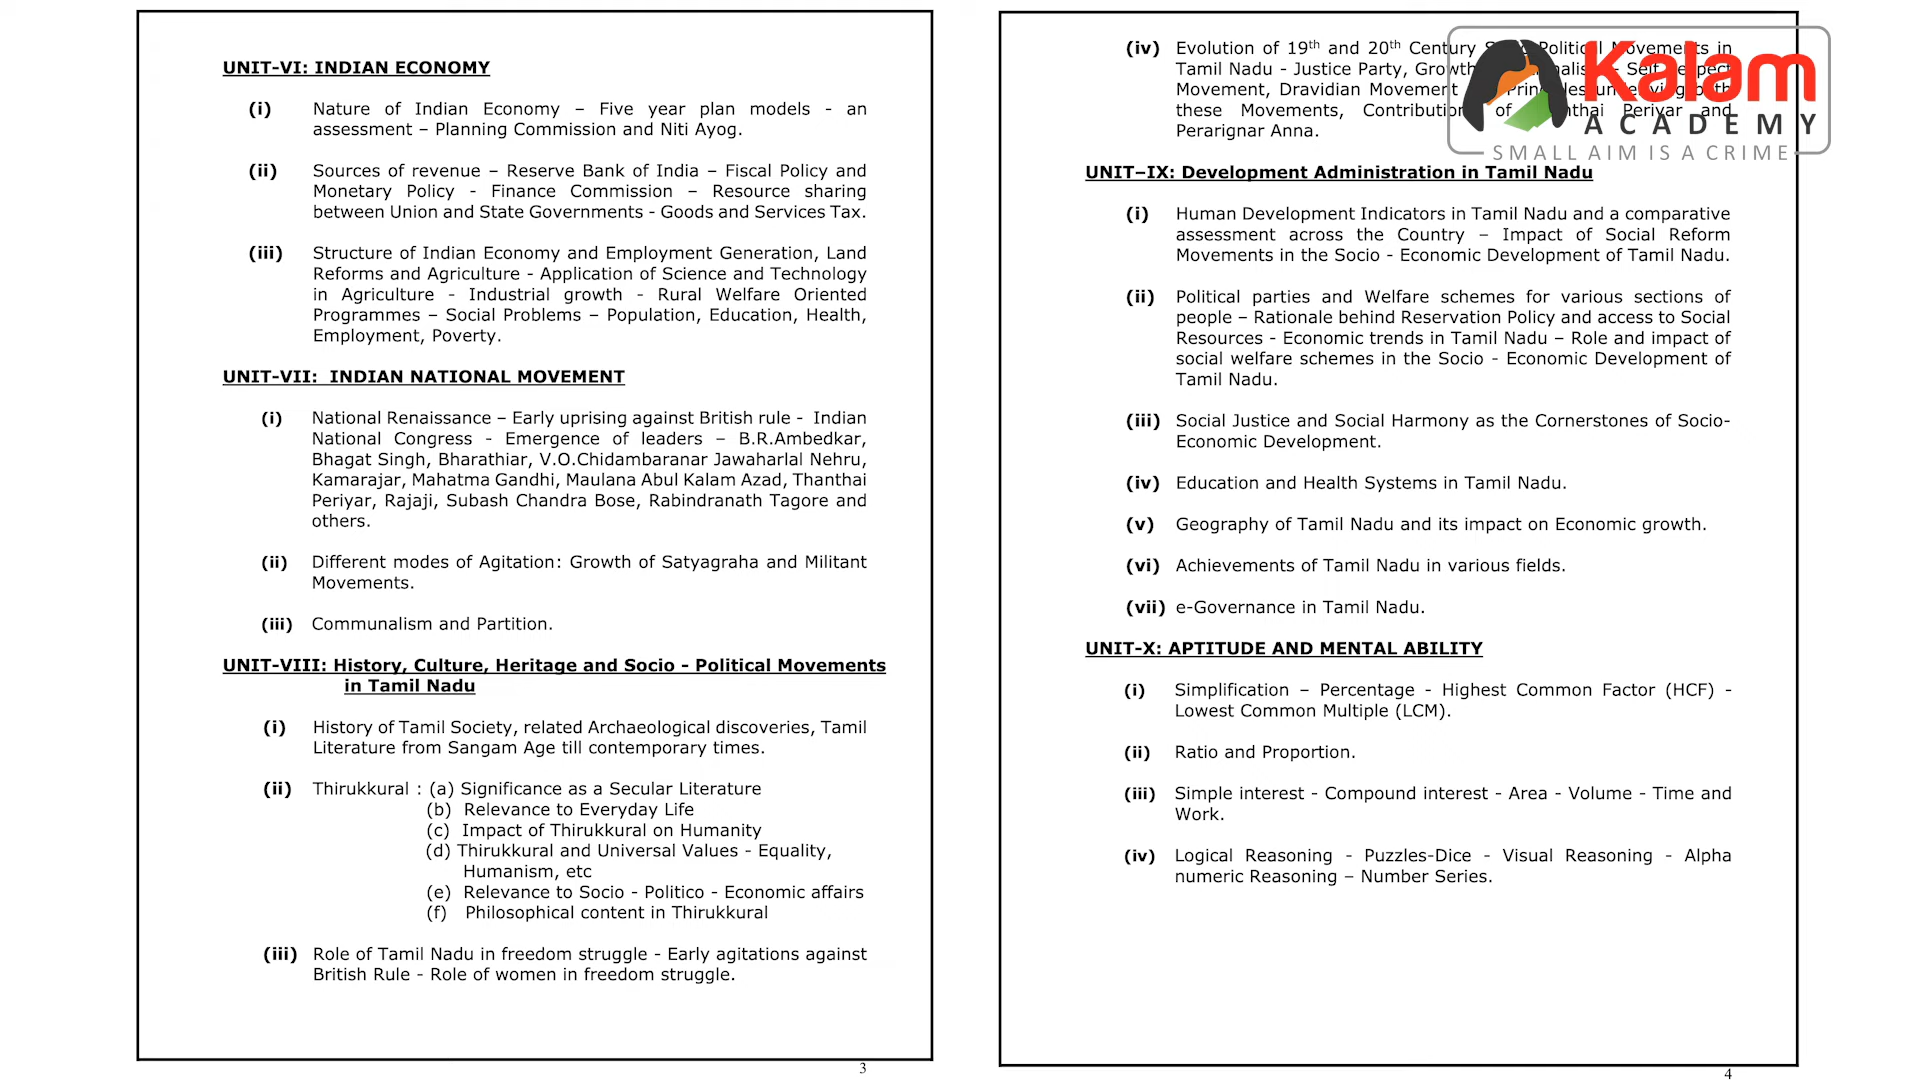 UNIT-VI: INDIAN ECONOMY
(i) Nature of Indian Economy – Five year plan models - an
assessment – Planning Commission and Niti Ayog.
(ii) Sources of revenue – Reserve Bank of India – Fiscal Policy and
Monetary Policy - Finance Commission – Resource sharing
between Union and State Governments - Goods and Services Tax.
(iii) Structure of Indian Economy and Employment Generation, Land
Reforms and Agriculture - Application of Science and Technology
in Agriculture - Industrial growth - Rural Welfare Oriented
Programmes – Social Problems – Population, Education, Health,
Employment, Poverty.
UNIT-VII: INDIAN NATIONAL MOVEMENT
(i) National Renaissance – Early uprising against British rule - Indian
National Congress - Emergence of leaders – B.R.Ambedkar,
Bhagat Singh, Bharathiar, V.O.Chidambaranar Jawaharlal Nehru,
Kamarajar, Mahatma Gandhi, Maulana Abul Kalam Azad, Thanthai
Periyar, Rajaji, Subash Chandra Bose, Rabindranath Tagore and
others.
(ii) Different modes of Agitation: Growth of Satyagraha and Militant
Movements.
(iii) Communalism and Partition.
UNIT-VIII: History, Culture, Heritage and Socio - Political Movements
in Tamil Nadu
(i) History of Tamil Society, related Archaeological discoveries, Tamil
Literature from Sangam Age till contemporary times.
(ii) Thirukkural : (a) Significance as a Secular Literature
(b) Relevance to Everyday Life
(c) Impact of Thirukkural on Humanity
(d) Thirukkural and Universal Values - Equality,
Humanism, etc
(e) Relevance to Socio - Politico - Economic affairs
(f) Philosophical content in Thirukkural
(iii) Role of Tamil Nadu in freedom struggle - Early agitations against
British Rule - Role of women in freedom struggle.
3
(iv) Evolution of 19th and 20th Century Political Movements in
Tamil Nadu - Justice Party, Growth - Self Respect
Movement, Dravidian Movement both
these Movements, Contribution of Periyar and
Perarignar Anna.
Kalam
ACADEMY
SMALL AIM IS A CRIME
UNIT–IX: Development Administration in Tamil Nadu
(i) Human Development Indicators in Tamil Nadu and a comparative
assessment across the Country – Impact of Social Reform
Movements in the Socio - Economic Development of Tamil Nadu.
(ii) Political parties and Welfare schemes for various sections of
people – Rationale behind Reservation Policy and access to Social
Resources - Economic trends in Tamil Nadu – Role and impact of
social welfare schemes in the Socio - Economic Development of
Tamil Nadu.
(iii) Social Justice and Social Harmony as the Cornerstones of Socio-
Economic Development.
(iv) Education and Health Systems in Tamil Nadu.
(v) Geography of Tamil Nadu and its impact on Economic growth.
(vi) Achievements of Tamil Nadu in various fields.
(vii) e-Governance in Tamil Nadu.
UNIT-X: APTITUDE AND MENTAL ABILITY
(i) Simplification – Percentage - Highest Common Factor (HCF) -
Lowest Common Multiple (LCM).
(ii) Ratio and Proportion.
(iii) Simple interest - Compound interest - Area - Volume - Time and
Work.
(iv) Logical Reasoning - Puzzles-Dice - Visual Reasoning - Alpha
numeric Reasoning – Number Series.
4